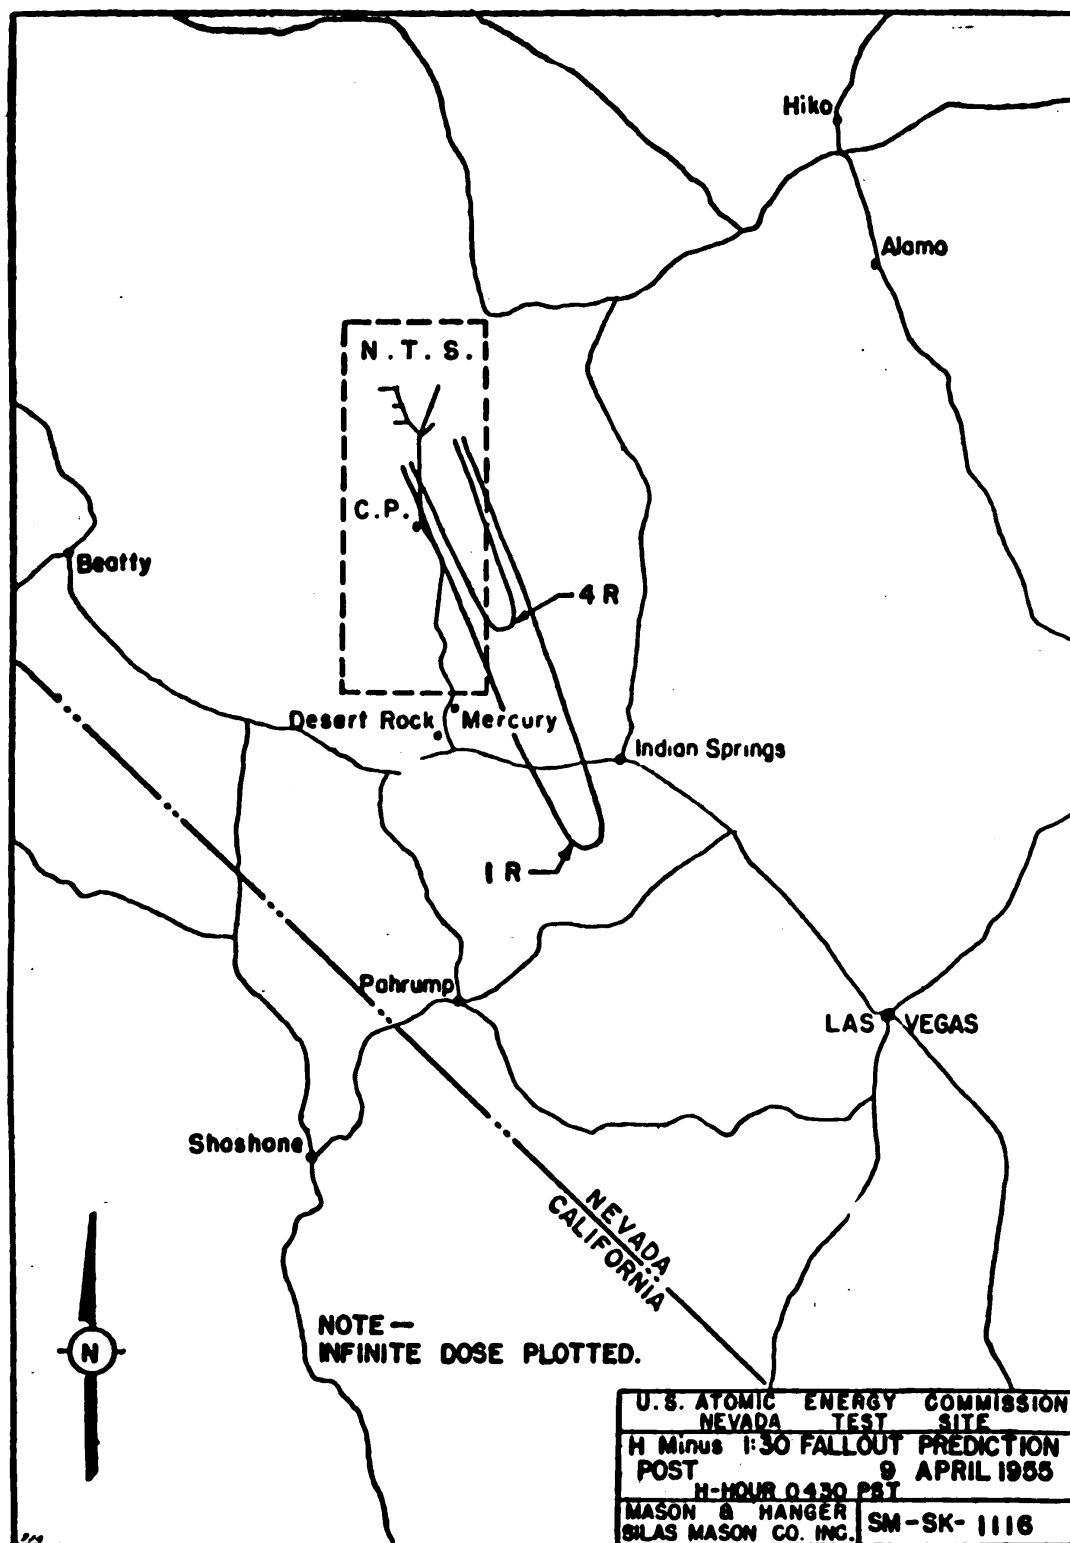 Hiko
Alamo
N.T.S.
C.P.
Beatty
4 R
Desert Rock
Mercury
Indian Springs
1 R
Pahrump
LAS VEGAS
Shoshone
NEVADA
CALIFORNIA
N
NOTE —
INFINITE DOSE PLOTTED.
U.S. ATOMIC ENERGY COMMISSION
NEVADA TEST SITE
H Minus 1:30 FALLOUT PREDICTION
POST 9 APRIL 1955
H-HOUR 0430 PST
MASON & HANGER
SILAS MASON CO. INC.
SM-SK-1116